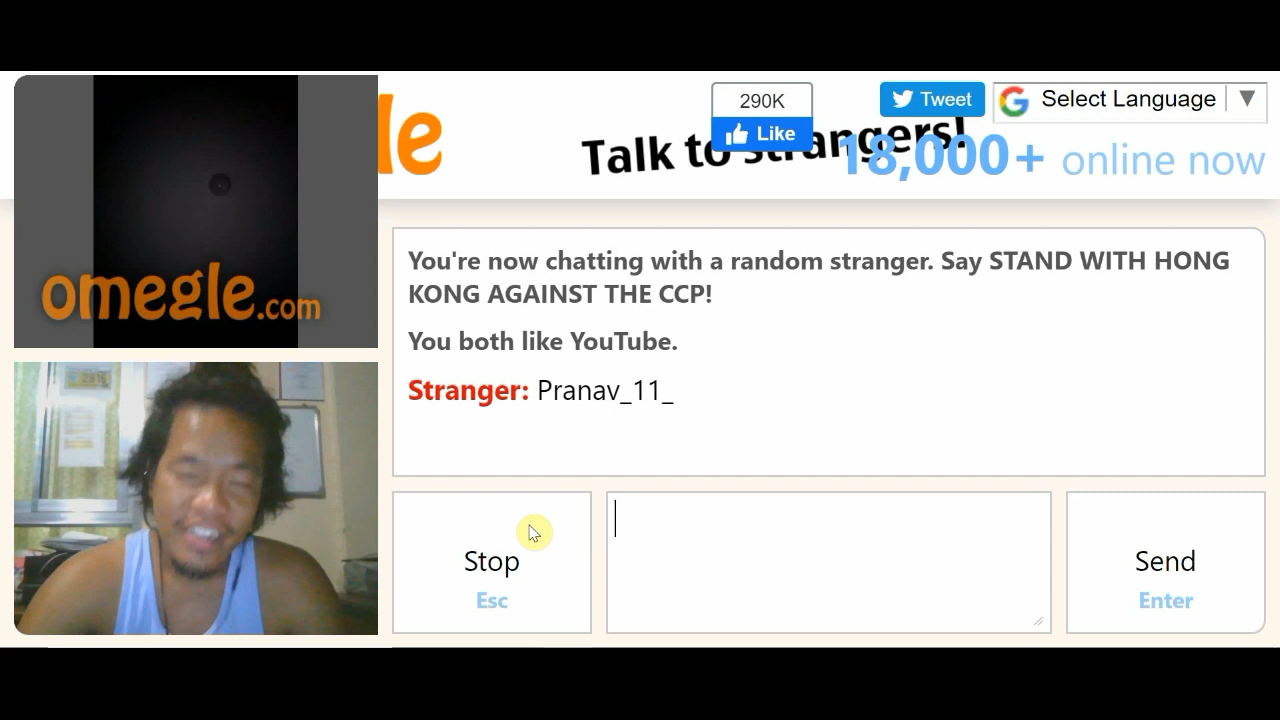 le
Talk to strangers!
290K
Like
Tweet
Select Language
18,000+ online now
omegle.com
You're now chatting with a random stranger. Say STAND WITH HONG
KONG AGAINST THE CCP!
You both like YouTube.
Stranger: Pranav_11_
Stop
Esc
Send
Enter